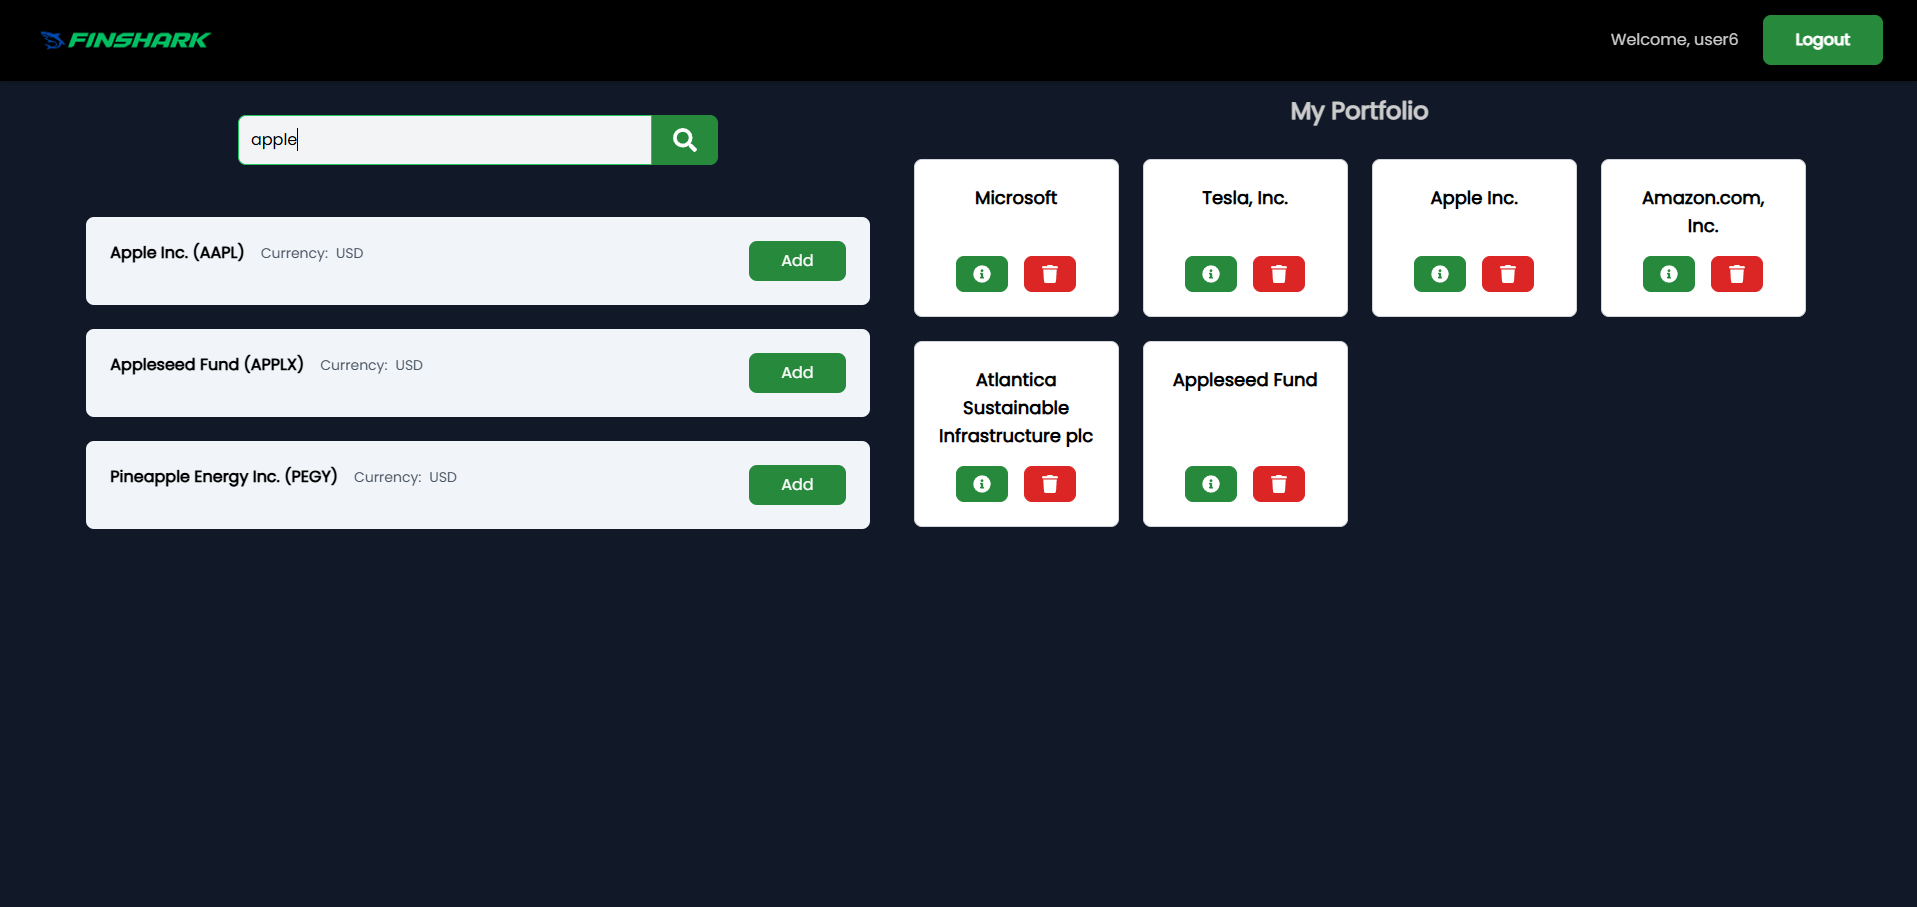 FINSHARK
Welcome, user6
Logout
apple
Apple Inc. (AAPL) Currency: USD
Add
Appleseed Fund (APPLX) Currency: USD
Add
Pineapple Energy Inc. (PEGY) Currency: USD
Add
My Portfolio
Microsoft
Tesla, Inc.
Apple Inc.
Amazon.com,
Inc.
Atlantica
Sustainable
Infrastructure plc
Appleseed Fund